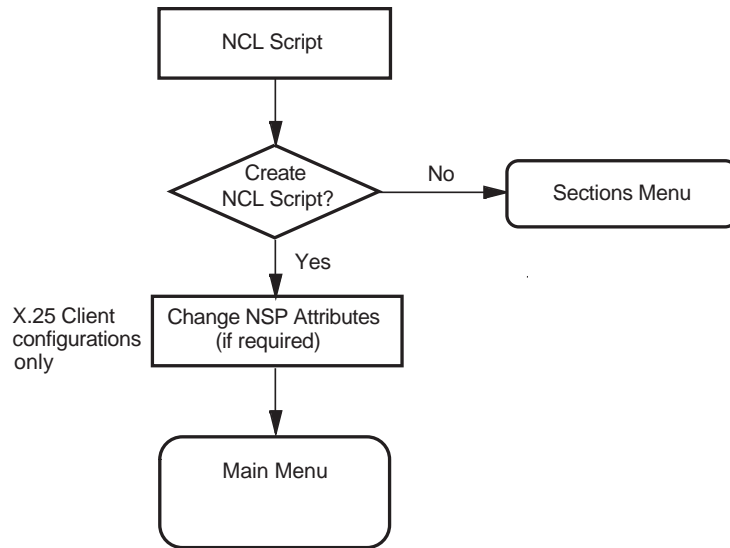 NCL Script
Create
NCL Script?
No
Sections Menu
Yes
X.25 Client
configurations
only
Change NSP Attributes
(if required)
Main Menu